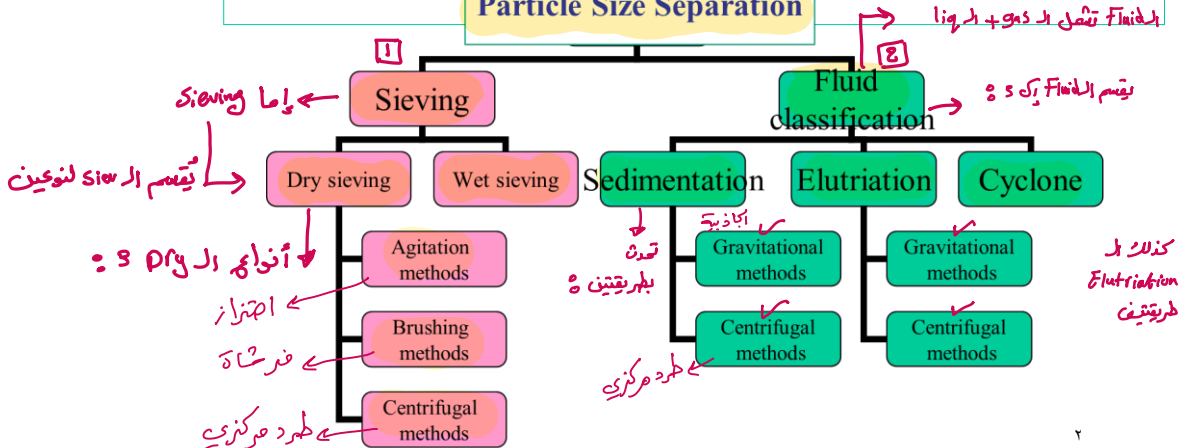 Particle Size Separation
الـ Fluid تشمل الـ gas + الـ liq
1
2
Sieving
Fluid
classification
إما Sieving
يقسم الـ Fluid إلى 3 :
Dry sieving
Wet sieving
Sedimentation
Elutriation
Cyclone
يُقسم الـ siev لنوعين
أنواع الـ Dry 3 :
Agitation
methods
اهتزاز
Brushing
methods
فرشاة
Centrifugal
methods
طرد مركزي
تحدث
بطريقتين :
الجاذبية
Gravitational
methods
Centrifugal
methods
طرد مركزي
Gravitational
methods
Centrifugal
methods
كذلك الـ
Elutriation
طريقتين
٢